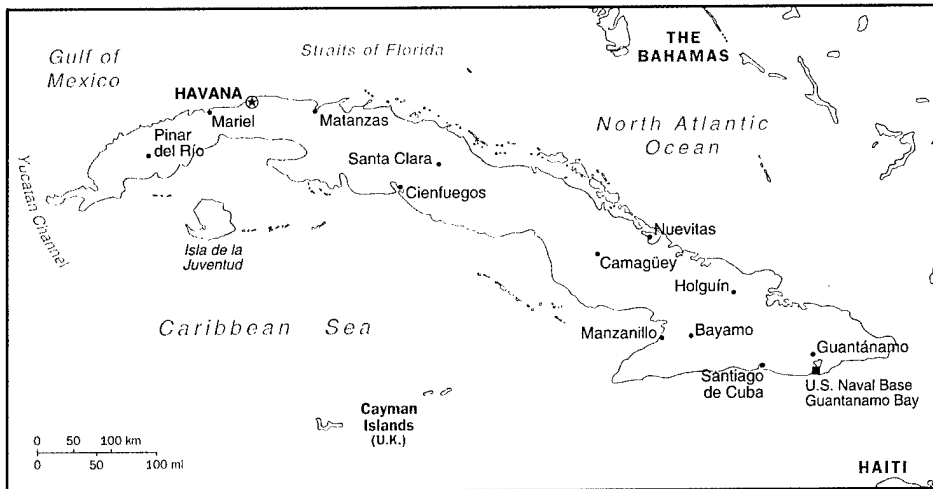 Gulf of
Mexico
Straits of Florida
THE
BAHAMAS
HAVANA
Mariel
Matanzas
North Atlantic
Ocean
Pinar
del Río
Santa Clara
Yucatan Channel
Cienfuegos
Isla de la
Juventud
Nuevitas
Camagüey
Holguín
Caribbean Sea
Manzanillo
Bayamo
Guantánamo
Santiago
de Cuba
U.S. Naval Base
Guantanamo Bay
Cayman
Islands
(U.K.)
0 50 100 km
0 50 100 mi
HAITI